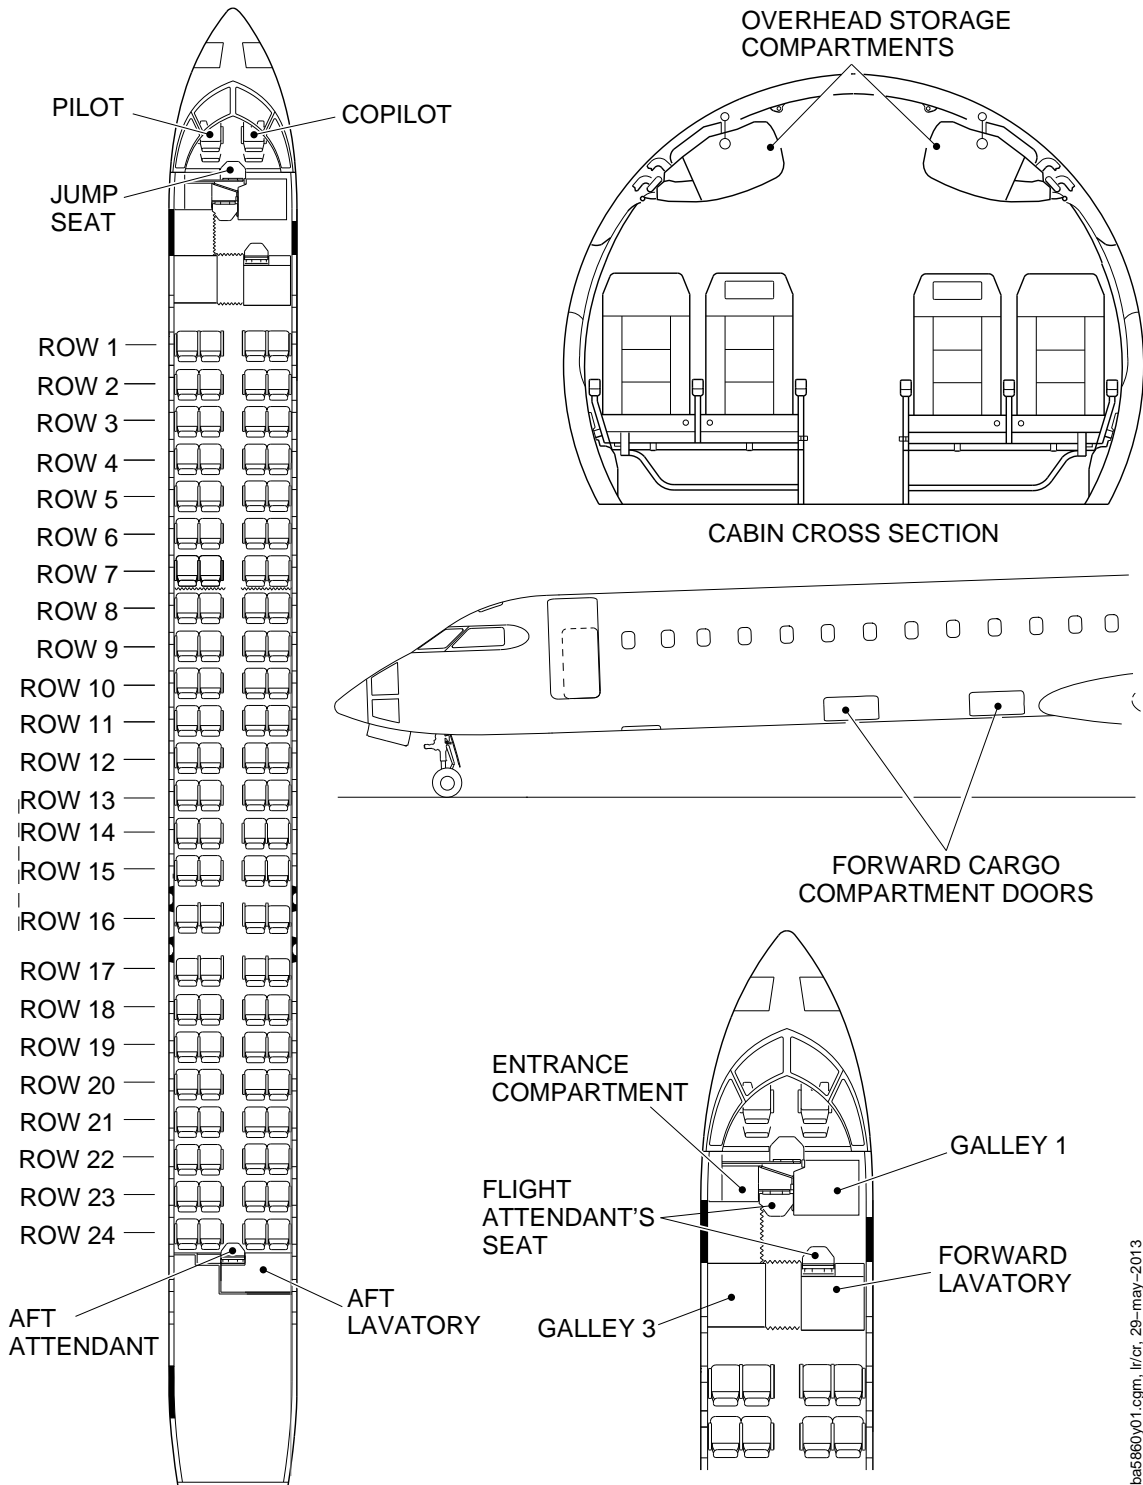 PILOT
COPILOT
JUMP
SEAT
ROW 1
ROW 2
ROW 3
ROW 4
ROW 5
ROW 6
ROW 7
ROW 8
ROW 9
ROW 10
ROW 11
ROW 12
ROW 13
ROW 14
ROW 15
ROW 16
ROW 17
ROW 18
ROW 19
ROW 20
ROW 21
ROW 22
ROW 23
ROW 24
AFT
ATTENDANT
AFT
LAVATORY
OVERHEAD STORAGE
COMPARTMENTS
CABIN CROSS SECTION
FORWARD CARGO
COMPARTMENT DOORS
ENTRANCE
COMPARTMENT
GALLEY 1
FLIGHT
ATTENDANT'S
SEAT
FORWARD
LAVATORY
GALLEY 3
ba5860y01.cgm, lr/cr, 29–may–2013